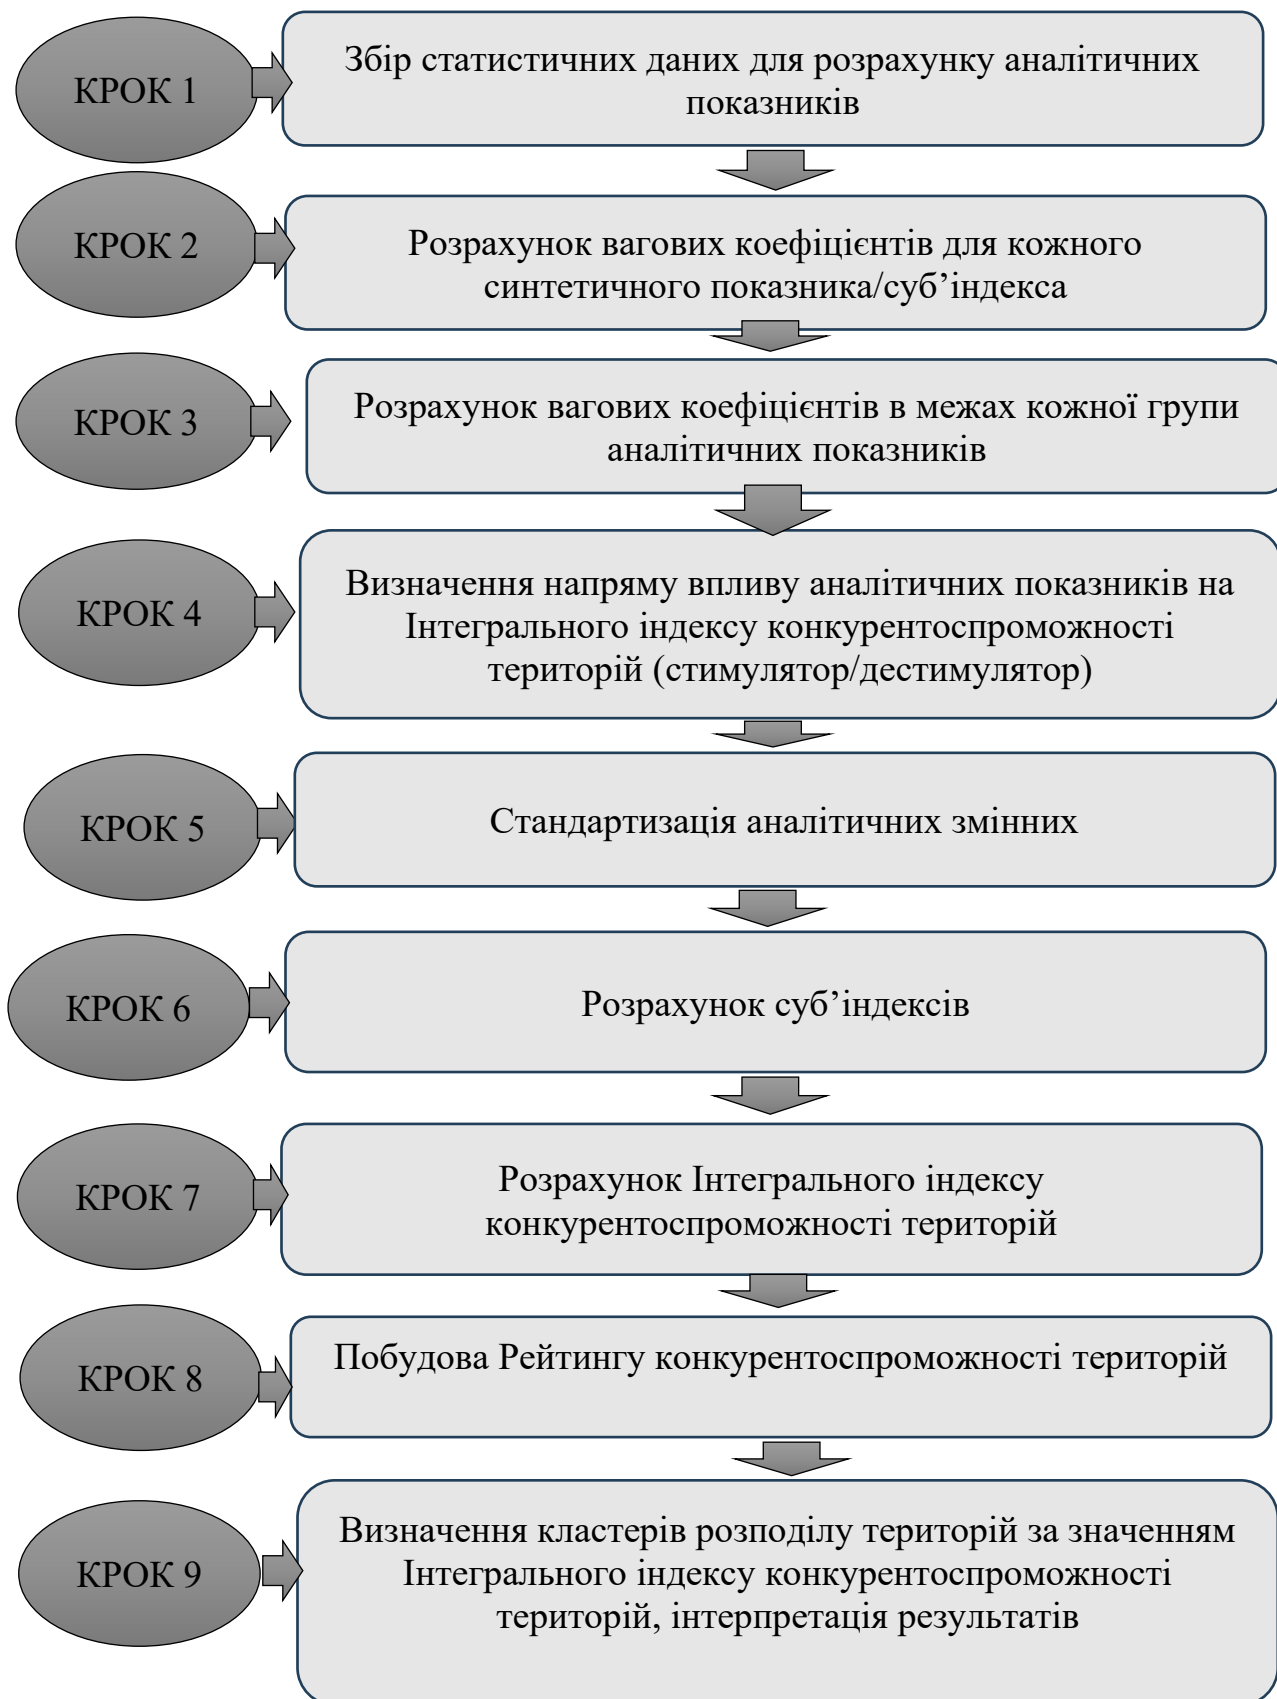 КРОК 1
Збір статистичних даних для розрахунку аналітичних
показників
КРОК 2
Розрахунок вагових коефіцієнтів для кожного
синтетичного показника/суб’індекса
КРОК 3
Розрахунок вагових коефіцієнтів в межах кожної групи
аналітичних показників
КРОК 4
Визначення напряму впливу аналітичних показників на
Інтегрального індексу конкурентоспроможності
територій (стимулятор/дестимулятор)
КРОК 5
Стандартизація аналітичних змінних
КРОК 6
Розрахунок суб’індексів
КРОК 7
Розрахунок Інтегрального індексу
конкурентоспроможності територій
КРОК 8
Побудова Рейтингу конкурентоспроможності територій
КРОК 9
Визначення кластерів розподілу територій за значенням
Інтегрального індексу конкурентоспроможності
територій, інтерпретація результатів